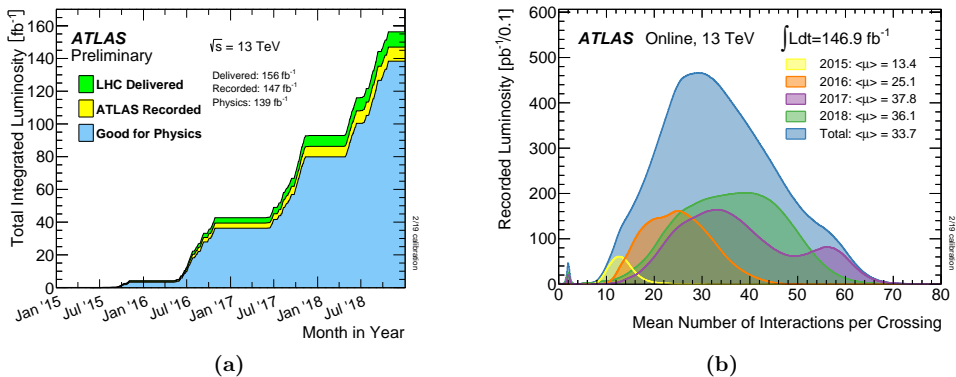 Total Integrated Luminosity [fb⁻¹]
160
140
120
100
80
60
40
20
0
ATLAS
Preliminary
√s = 13 TeV
LHC Delivered
ATLAS Recorded
Good for Physics
Delivered: 156 fb⁻¹
Recorded: 147 fb⁻¹
Physics: 139 fb⁻¹
2/19 calibration
Jan '15
Jul '15
Jan '16
Jul '16
Jan '17
Jul '17
Jan '18
Jul '18
Month in Year
(a)
Recorded Luminosity [pb⁻¹/0.1]
600
500
400
300
200
100
0
ATLAS Online, 13 TeV
∫Ldt=146.9 fb⁻¹
2015: <μ> = 13.4
2016: <μ> = 25.1
2017: <μ> = 37.8
2018: <μ> = 36.1
Total: <μ> = 33.7
2/19 calibration
0 10 20 30 40 50 60 70 80
Mean Number of Interactions per Crossing
(b)